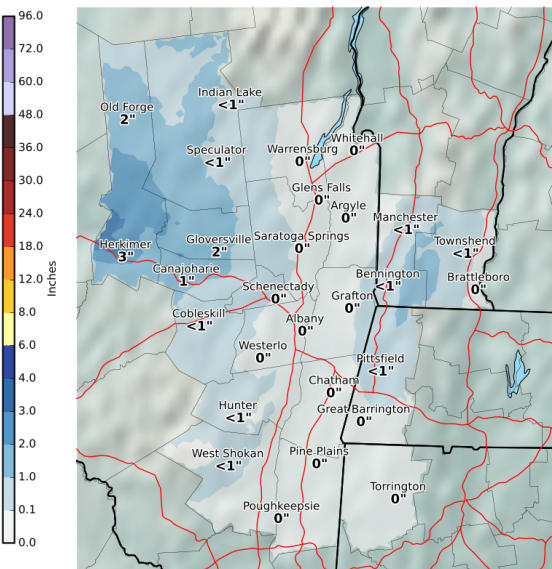 96.0
72.0
60.0
48.0
36.0
30.0
24.0
18.0
12.0
8.0
6.0
4.0
3.0
2.0
1.0
0.1
0.0
Inches
Old Forge
2"
Indian Lake
<1"
Speculator
<1"
Warrensburg
0"
Whitehall
0"
Glens Falls
0"
Argyle
0"
Herkimer
3"
Gloversville
2"
Saratoga Springs
0"
Manchester
<1"
Townshend
<1"
Canajoharie
1"
Schenectady
0"
Grafton
0"
Bennington
<1"
Brattleboro
0"
Cobleskill
<1"
Albany
0"
Westerlo
0"
Pittsfield
<1"
Chatham
0"
Hunter
<1"
Great Barrington
0"
West Shokan
<1"
Pine Plains
0"
Torrington
0"
Poughkeepsie
0"